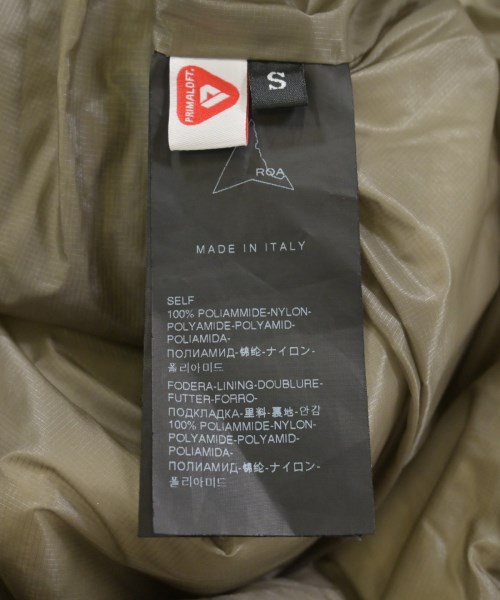 PRIMALOFT®
S
ROA
MADE IN ITALY
SELF
100% POLIAMMIDE-NYLON-
POLYAMIDE-POLYAMID-
POLIAMIDA-
ПОЛИАМИД-锦纶-ナイロン-
폴리아미드
FODERA-LINING-DOUBLURE-
FUTTER-FORRO-
ПОДКЛАДКА-里料-裏地-안감
100% POLIAMMIDE-NYLON-
POLYAMIDE-POLYAMID-
POLIAMIDA-
ПОЛИАМИД-锦纶-ナイロン-
폴리아미드